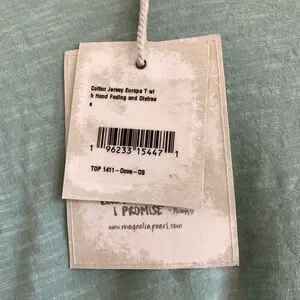 Cotton Jersey Europa T wi
h Hand Fading and Distres
s
1 96233 15447 1
TOP 1411-Dove-OS
I PROMISE
www.magnoliapearl.com